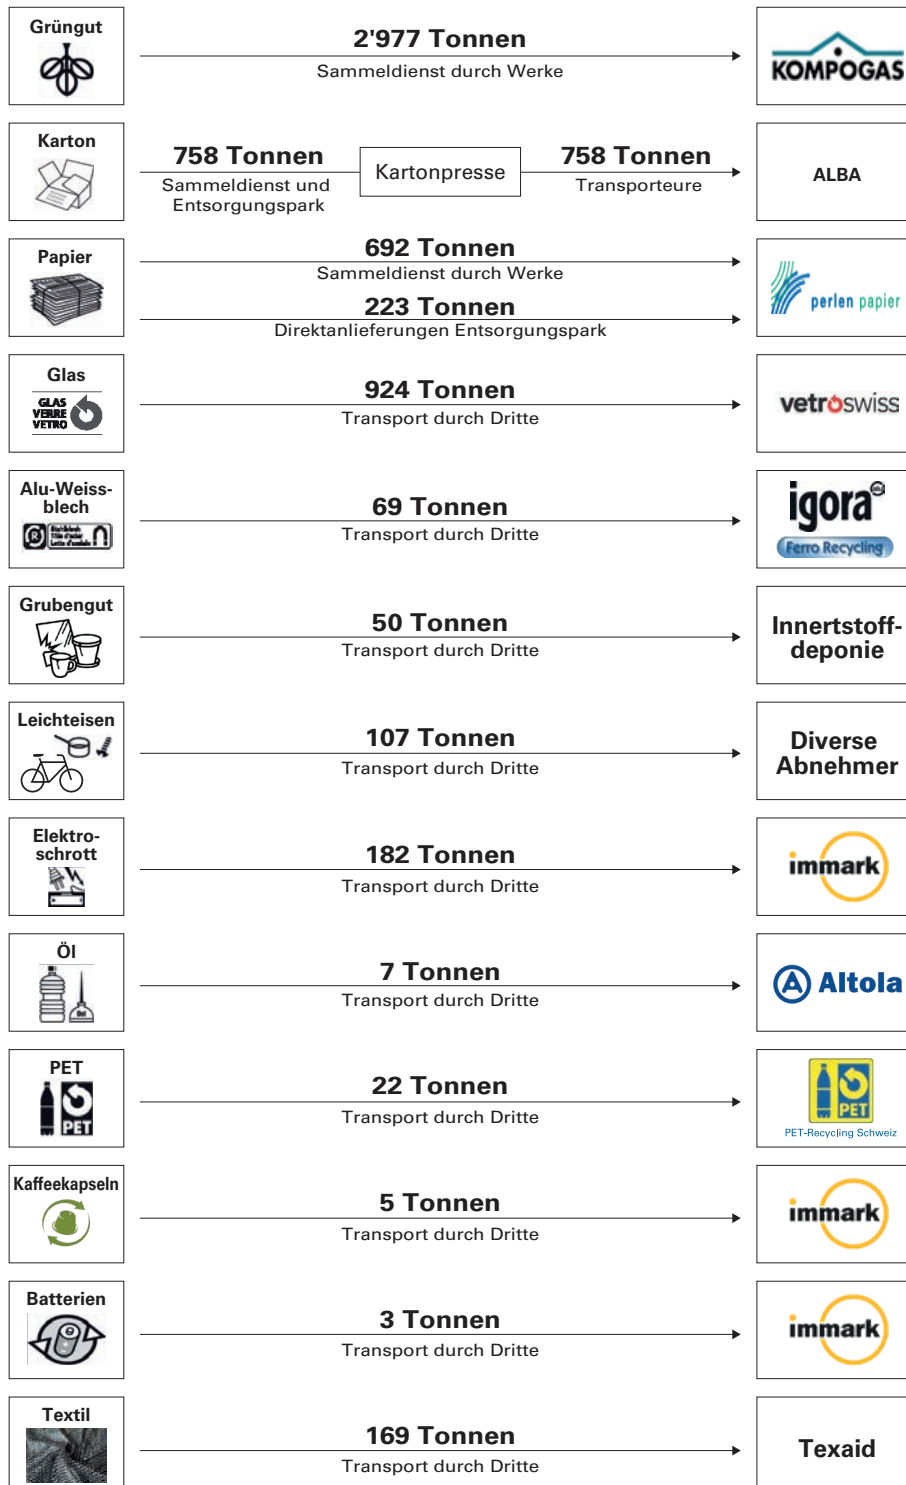 Grüngut
2'977 Tonnen
Sammeldienst durch Werke
KOMPOGAS
Karton
758 Tonnen
Sammeldienst und
Entsorgungspark
Kartonpresse
758 Tonnen
Transporteure
ALBA
Papier
692 Tonnen
Sammeldienst durch Werke
223 Tonnen
Direktanlieferungen Entsorgungspark
perlen papier
Glas
GLAS
VERRE
VETRO
924 Tonnen
Transport durch Dritte
vetroswiss
Alu-Weiss-
blech
69 Tonnen
Transport durch Dritte
igora
Ferro Recycling
Grubengut
50 Tonnen
Transport durch Dritte
Innertstoff-
deponie
Leichteisen
107 Tonnen
Transport durch Dritte
Diverse
Abnehmer
Elektro-
schrott
182 Tonnen
Transport durch Dritte
immark
Öl
7 Tonnen
Transport durch Dritte
Altola
PET
PET
22 Tonnen
Transport durch Dritte
PET
PET-Recycling Schweiz
Kaffeekapseln
5 Tonnen
Transport durch Dritte
immark
Batterien
3 Tonnen
Transport durch Dritte
immark
Textil
169 Tonnen
Transport durch Dritte
Texaid